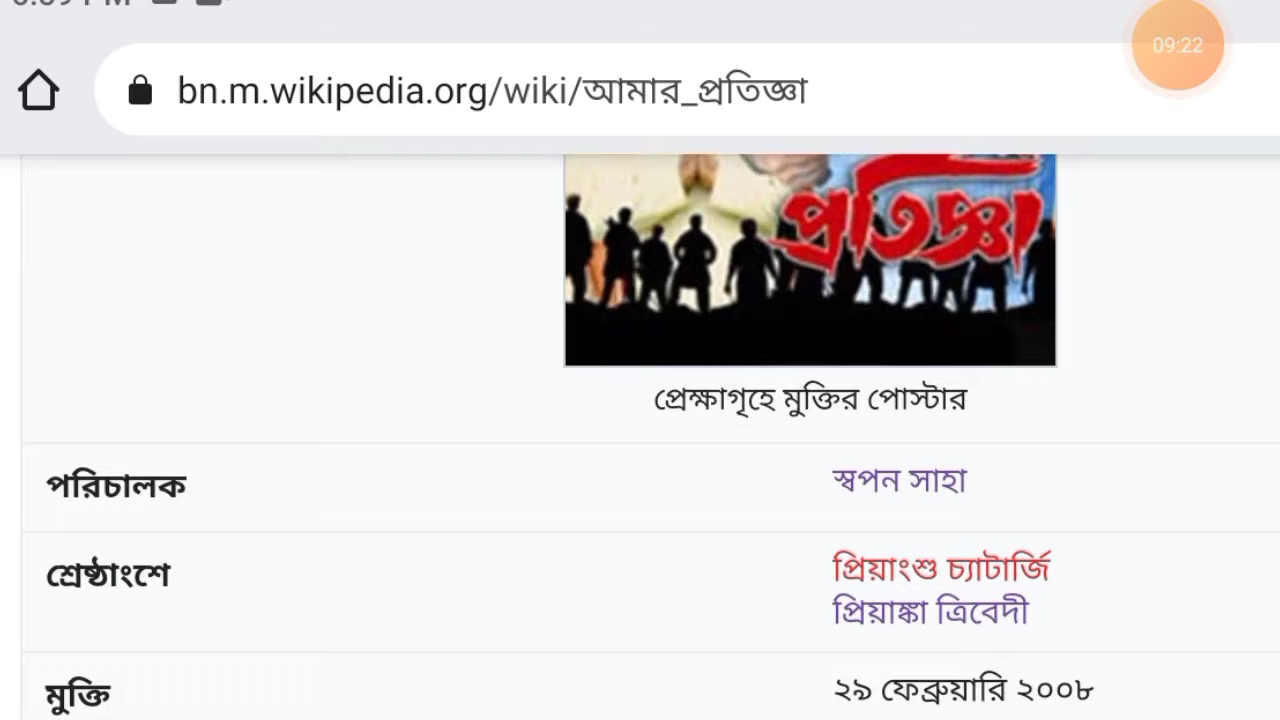 09:22
bn.m.wikipedia.org/wiki/আমার_প্রতিজ্ঞা
প্রতিজ্ঞা
প্রেক্ষাগৃহে মুক্তির পোস্টার
পরিচালক স্বপন সাহা
শ্রেষ্ঠাংশে প্রিয়াংশু চ্যাটার্জি
প্রিয়াঙ্কা ত্রিবেদী
মুক্তি ২৯ ফেব্রুয়ারি ২০০৮